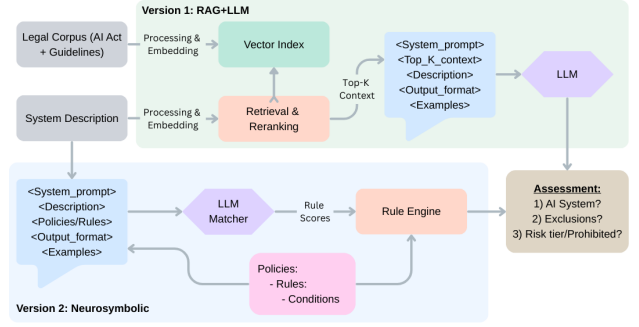 Version 1: RAG+LLM
Legal Corpus (AI Act
+ Guidelines)
Processing &
Embedding
Vector Index
<System_prompt>
<Top_K_context>
<Description>
<Output_format>
<Examples>
LLM
Top-K
Context
System Description
Processing &
Embedding
Retrieval &
Reranking
<System_prompt>
<Description>
<Policies/Rules>
<Output_format>
<Examples>
LLM
Matcher
Rule
Scores
Rule Engine
Assessment:
1) AI System?
2) Exclusions?
3) Risk tier/Prohibited?
Policies:
- Rules:
- Conditions
Version 2: Neurosymbolic